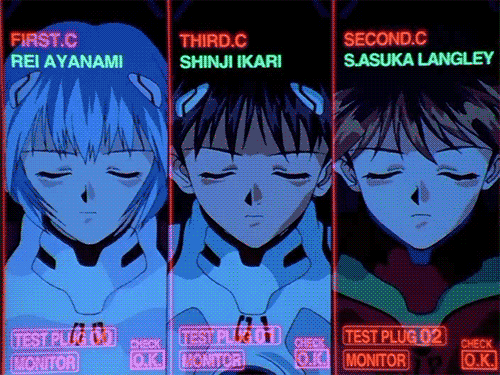 FIRST.C
REI AYANAMI
TEST PLUG 00
MONITOR
CHECK
O.K.
THIRD.C
SHINJI IKARI
TEST PLUG 01
MONITOR
CHECK
O.K.
SECOND.C
S.ASUKA LANGLEY
TEST PLUG 02
MONITOR
CHECK
O.K.